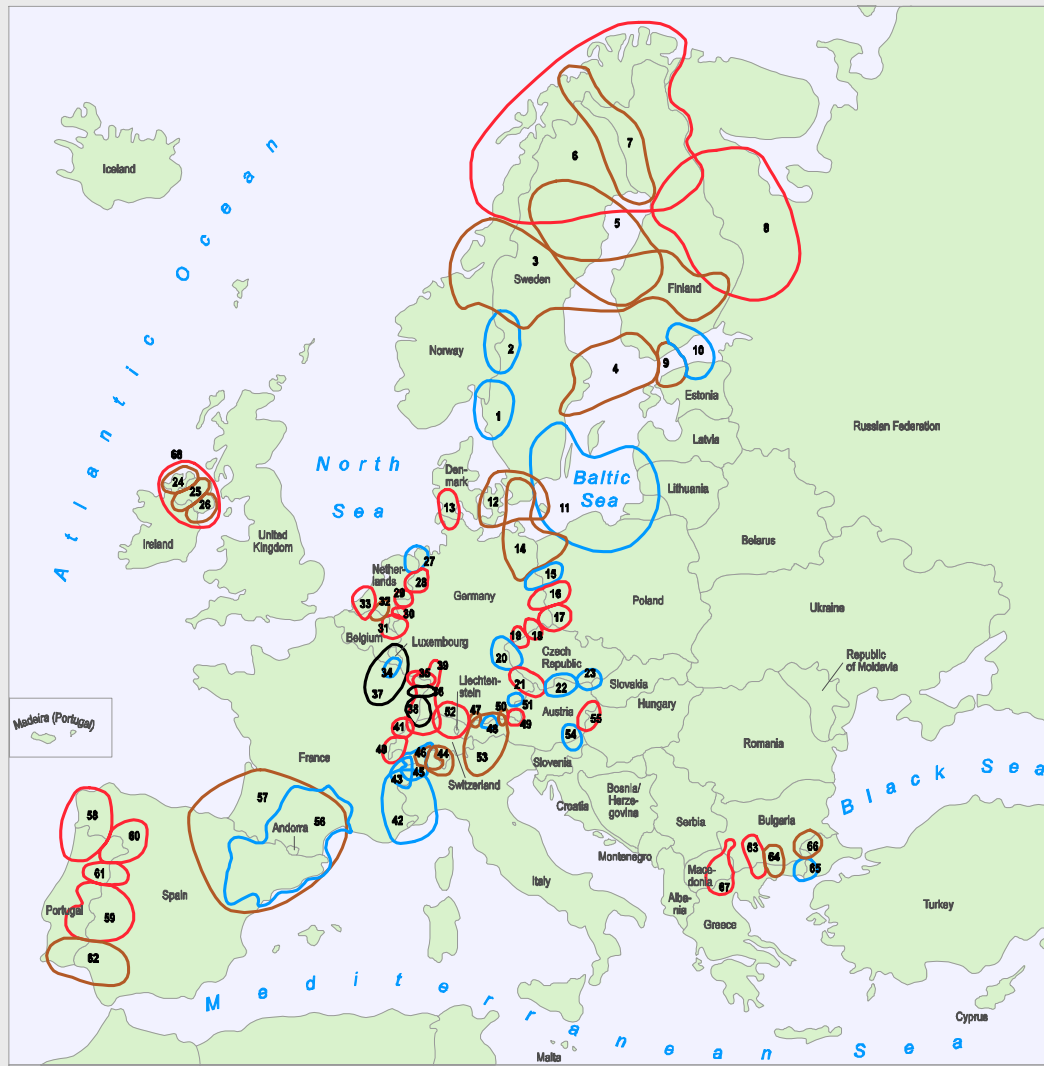 Iceland
Atlantic Ocean
7
6
5
8
3
Sweden
Finland
Norway
2
10
4
9
Estonia
1
Russian Federation
Latvia
68
North
Sea
Den-
mark
Baltic
Sea
Lithuania
24
25
26
12
13
11
Ireland
United
Kingdom
Belarus
14
27
15
Nether-
lands
28
29
16
Germany
Poland
33
32
30
17
Ukraine
31
18
19
Belgium
Luxembourg
20
Czech
Republic
Republic
of Moldavia
34
35
39
Liechten-
stein
21
22
23
Slovakia
37
36
38
52
47
50
51
Austria
Hungary
Madeira (Portugal)
41
48
49
55
54
40
46
44
53
France
Slovenia
Romania
43
45
Switzerland
57
42
Croatia
Bosnia/
Herze-
govina
Black Sea
58
56
Andorra
Serbia
Bulgaria
60
63
66
Montenegro
64
61
Mace-
donia
65
Spain
Italy
67
Portugal
59
Alba-
nia
Turkey
Greece
62
Mediterranean Sea
Cyprus
Malta